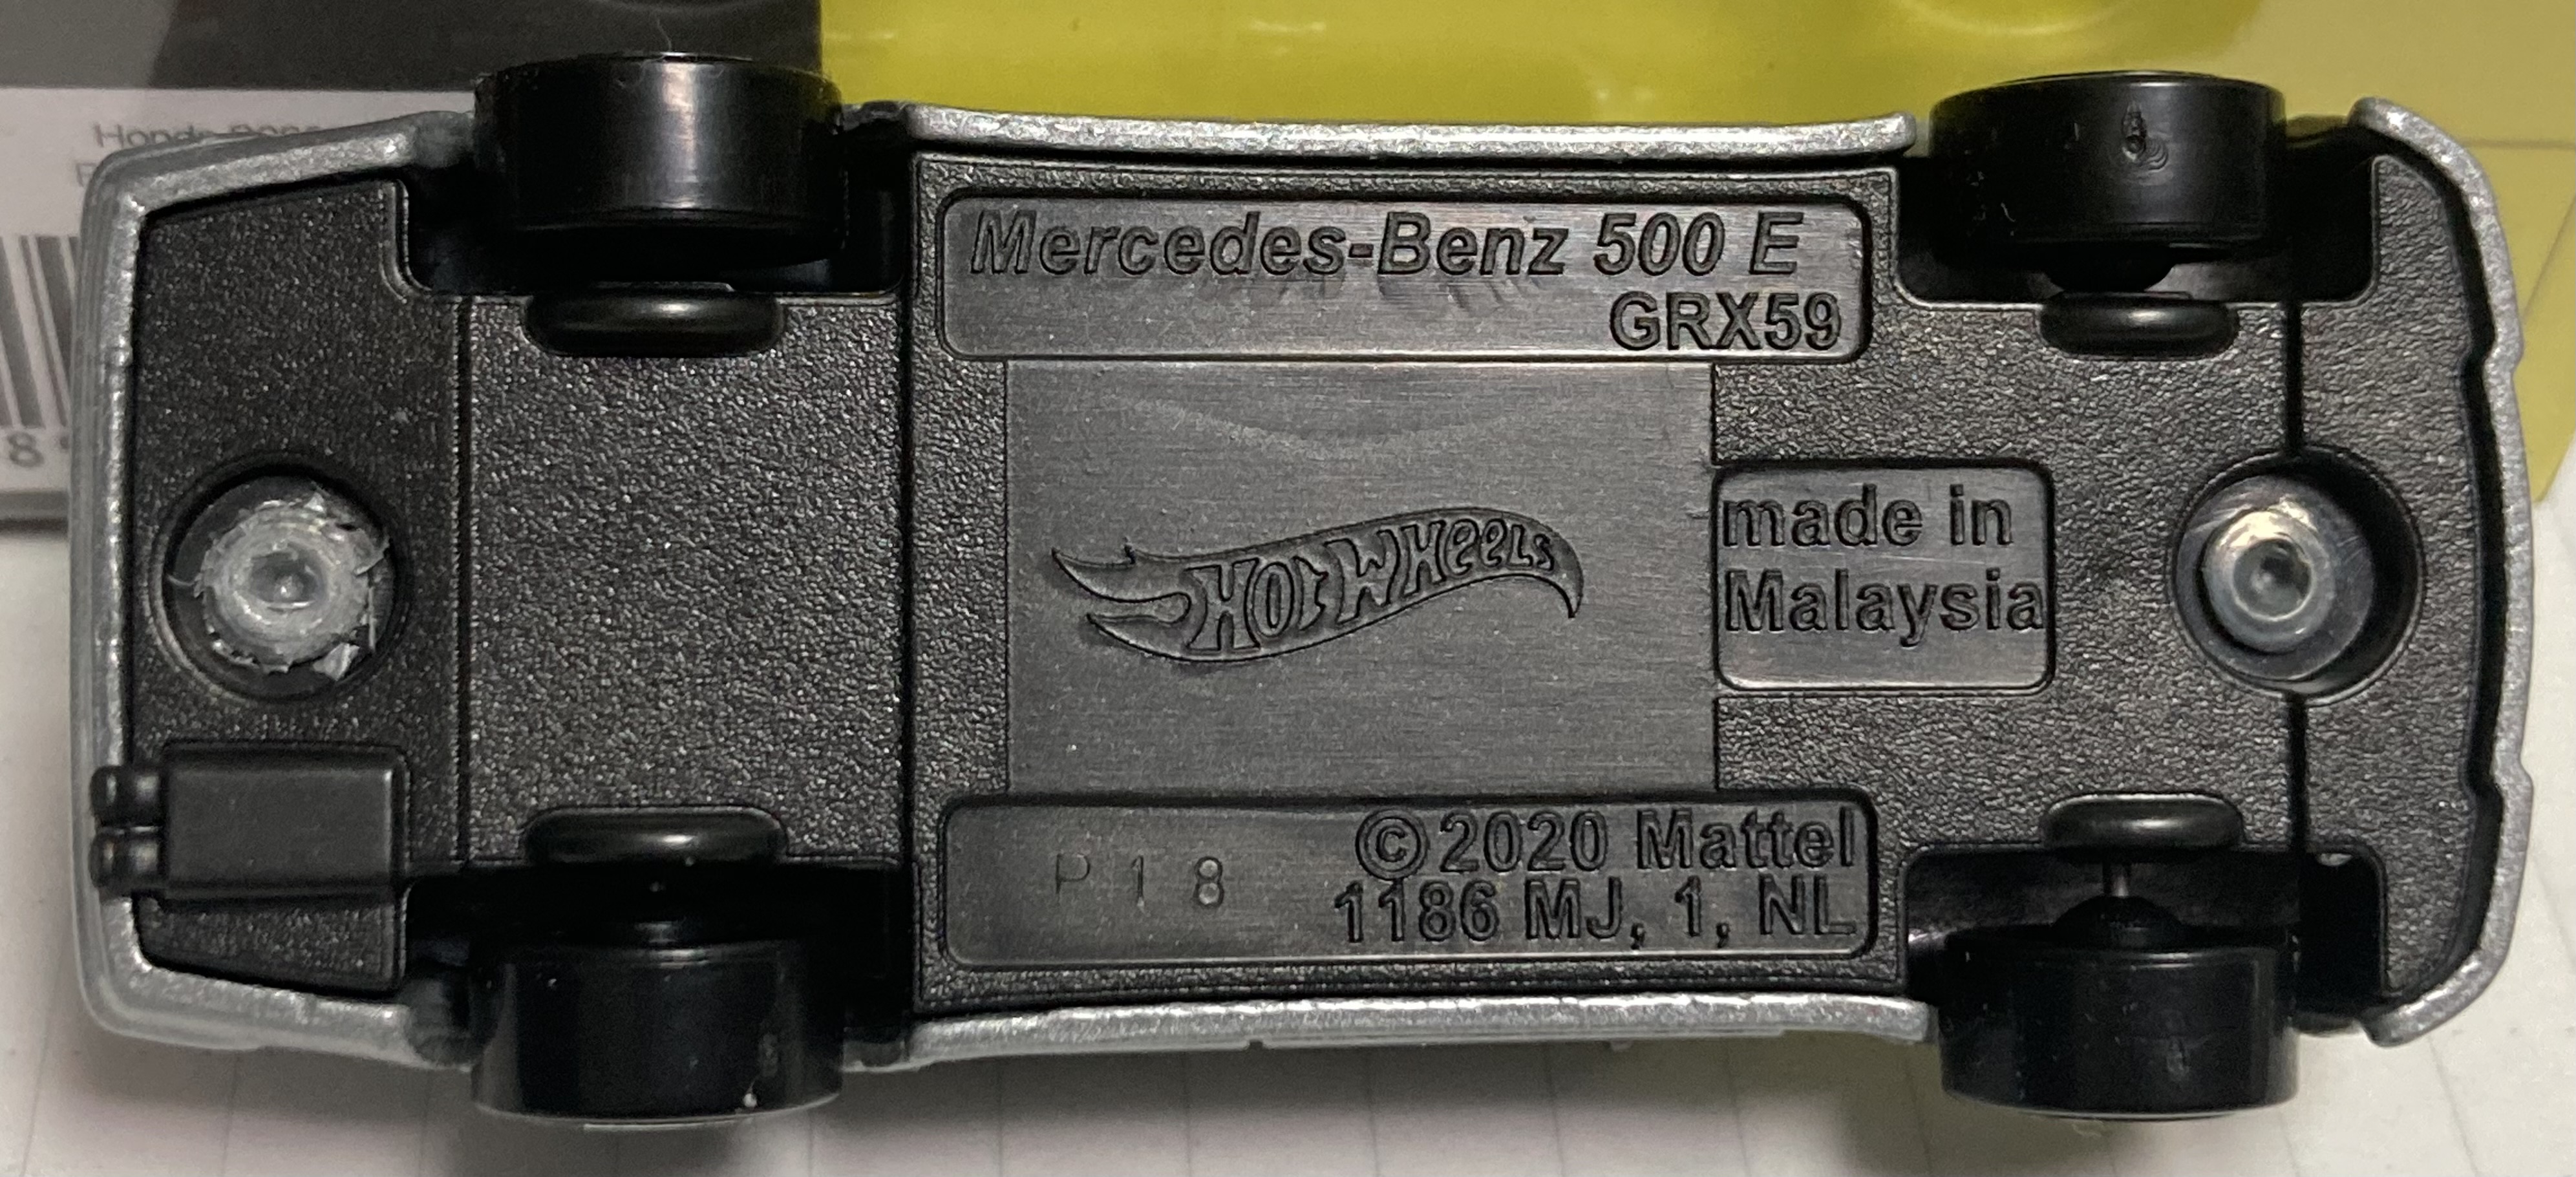 Mercedes-Benz 500 E
GRX59
Hot Wheels
made in
Malaysia
P18
©2020 Mattel
1186 MJ, 1, NL